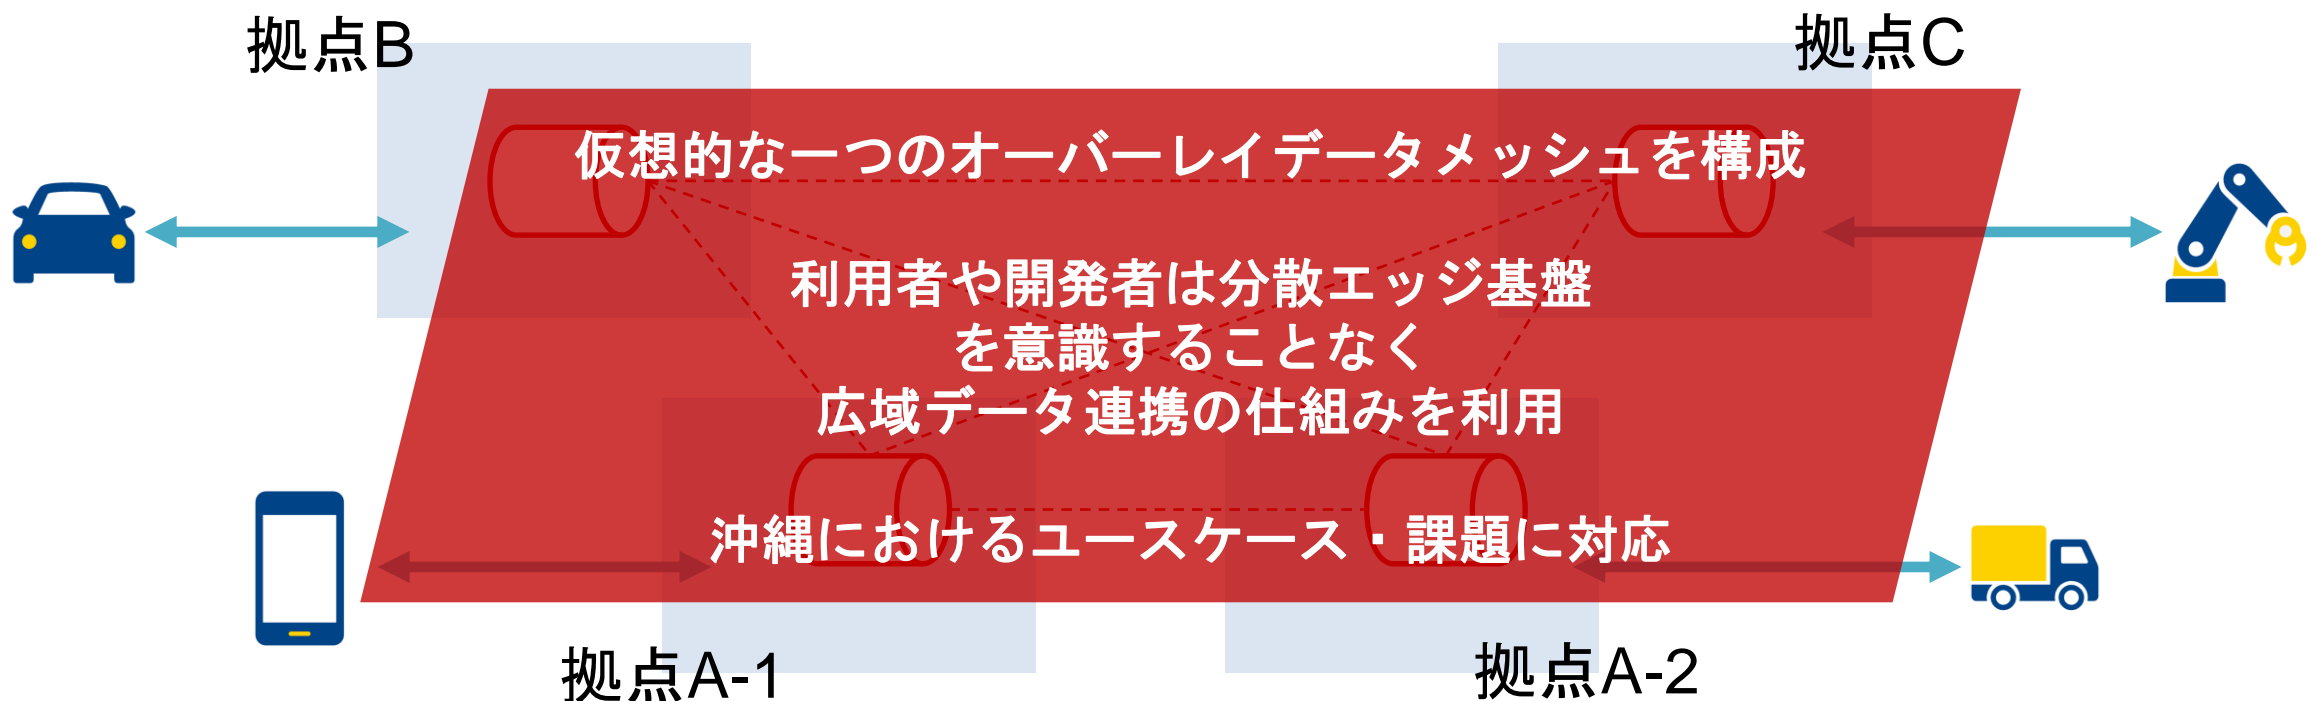 拠点B
拠点C
仮想的な一つのオーバーレイデータメッシュを構成
利用者や開発者は分散エッジ基盤
を意識することなく
広域データ連携の仕組みを利用
沖縄におけるユースケース・課題に対応
拠点A-1
拠点A-2